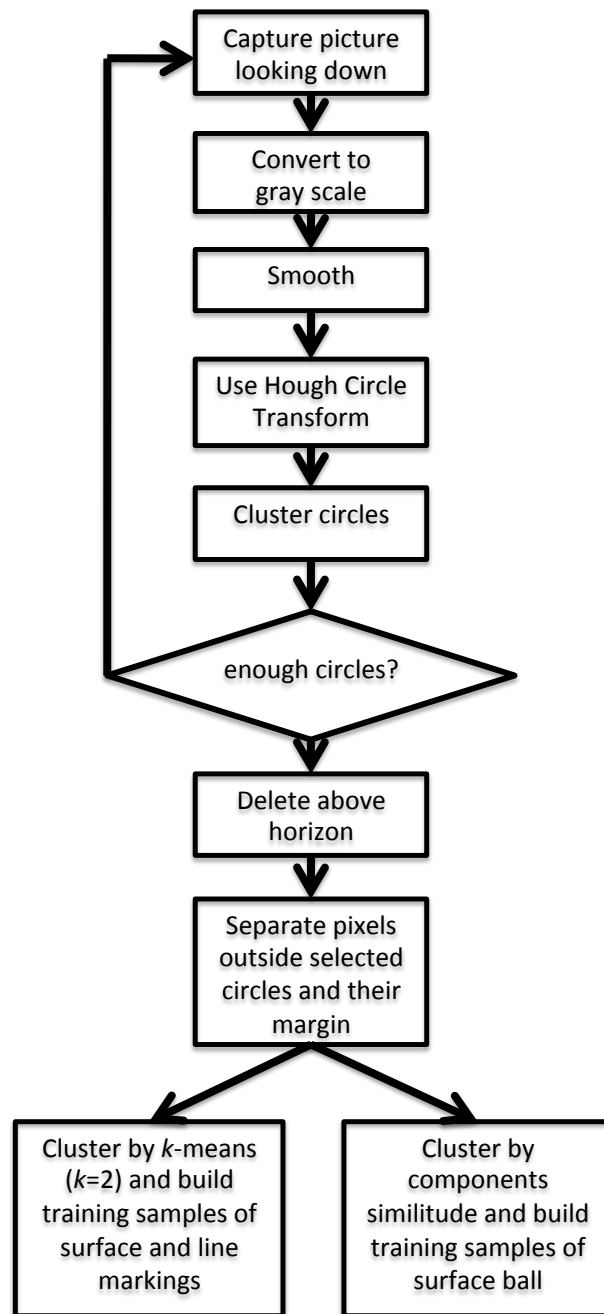 Capture picture
looking down
Convert to
gray scale
Smooth
Use Hough Circle
Transform
Cluster circles
enough circles?
Delete above
horizon
Separate pixels
outside selected
circles and their
margin
Cluster by k-means
(k=2) and build
training samples of
surface and line
markings
Cluster by
components
similitude and build
training samples of
surface ball